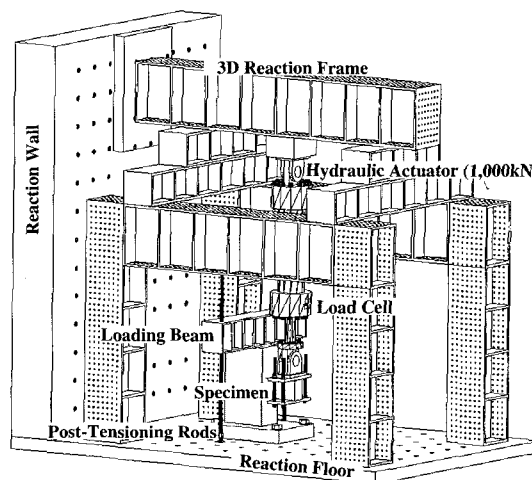 3D Reaction Frame
Reaction Wall
Hydraulic Actuator (1,000kN
Load Cell
Loading Beam
Specimen
Post-Tensioning Rods
Reaction Floor